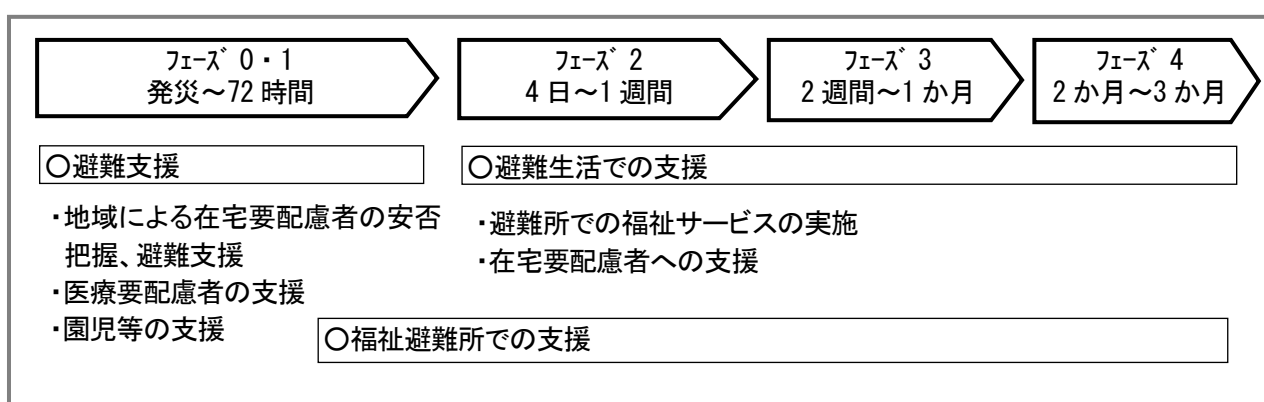 ﾌｪｰｽﾞ 0・1
発災～72 時間
ﾌｪｰｽﾞ 2
4 日～1 週間
ﾌｪｰｽﾞ 3
2 週間～1 か月
ﾌｪｰｽﾞ 4
2 か月～3 か月
〇避難支援
・地域による在宅要配慮者の安否
把握、避難支援
・医療要配慮者の支援
・園児等の支援
〇避難生活での支援
・避難所での福祉サービスの実施
・在宅要配慮者への支援
〇福祉避難所での支援